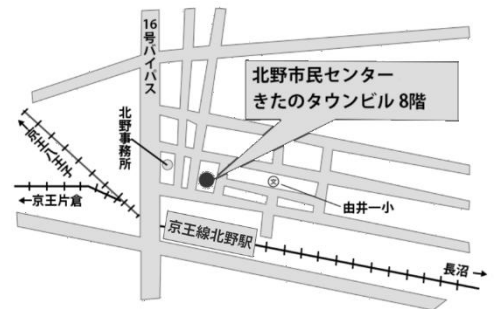 16号バイパス
北野市民センター
きたのタウンビル 8階
北野事務所
京王八王子
←京王片倉
文
由井一小
京王線北野駅
長沼→